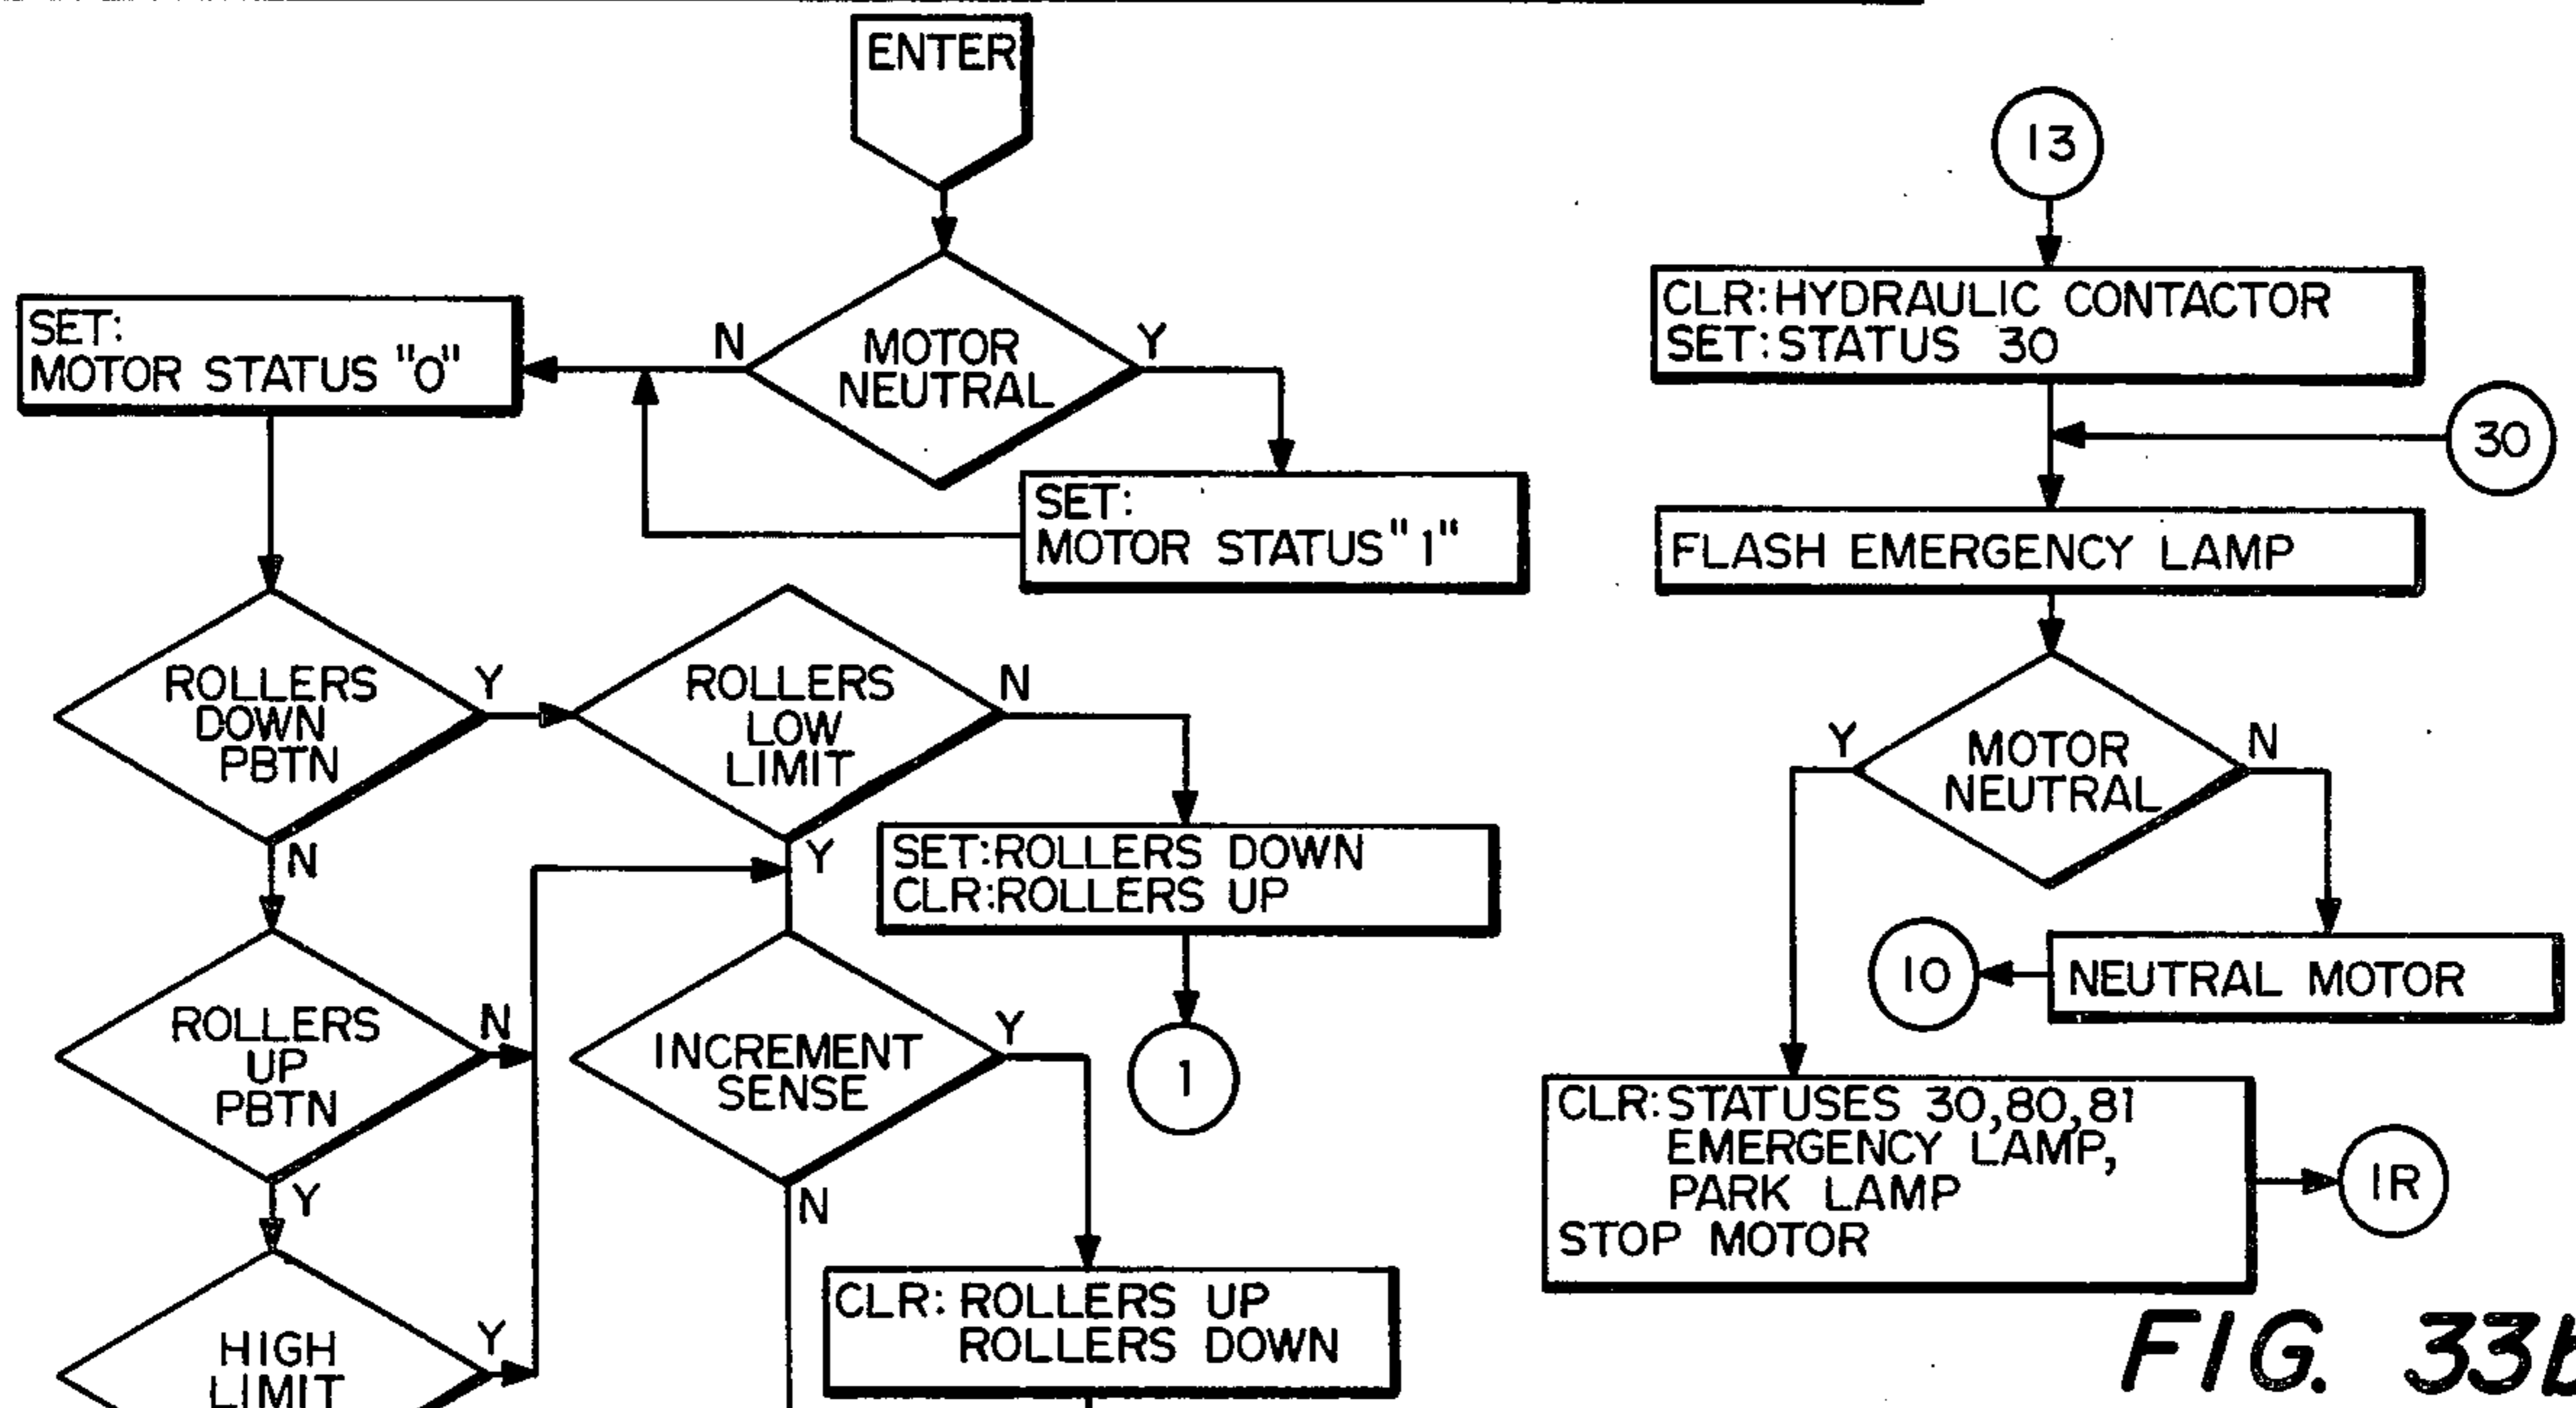 ENTER
MOTOR
NEUTRAL
N
Y
SET:
MOTOR STATUS "0"
SET:
MOTOR STATUS "1"
ROLLERS
DOWN
PBTN
Y
N
ROLLERS
LOW
LIMIT
N
Y
SET:ROLLERS DOWN
CLR:ROLLERS UP
1
ROLLERS
UP
PBTN
N
Y
INCREMENT
SENSE
Y
N
HIGH
LIMIT
Y
CLR: ROLLERS UP
ROLLERS DOWN
13
CLR:HYDRAULIC CONTACTOR
SET:STATUS 30
30
FLASH EMERGENCY LAMP
MOTOR
NEUTRAL
Y
N
NEUTRAL MOTOR
10
CLR:STATUSES 30,80,81
EMERGENCY LAMP,
PARK LAMP
STOP MOTOR
1R
FIG. 33b